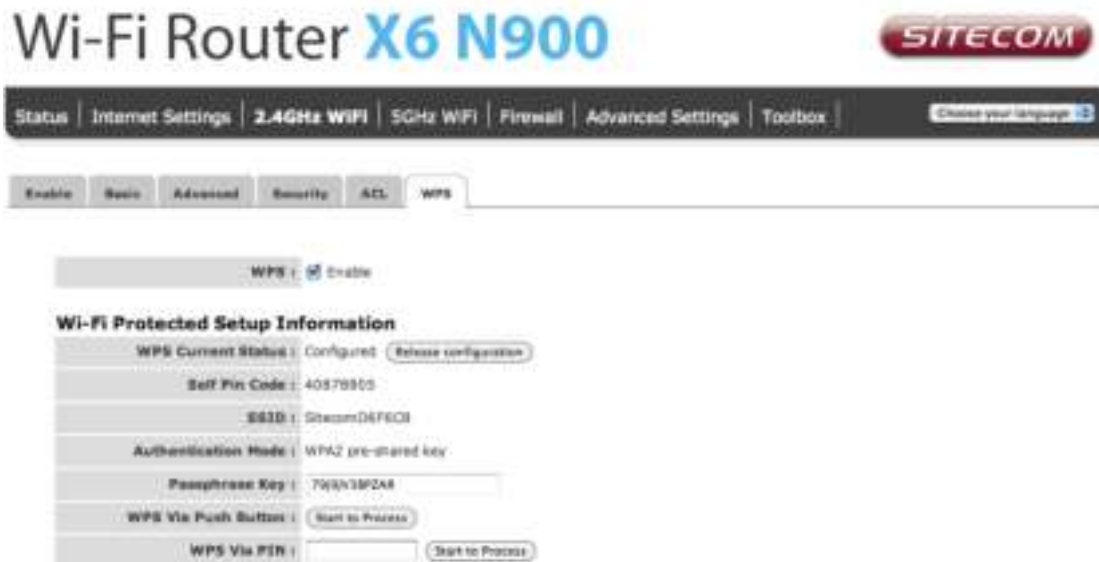 Wi-Fi Router X6 N900
SITECOM
Status | Internet Settings | 2.4GHz WiFi | 5GHz WiFi | Firewall | Advanced Settings | Toolbox |
Choose your language
Enable Basic Advanced Security ACL WPS
WPS : Enable
Wi-Fi Protected Setup Information
WPS Current Status : Configured Release configuration
Self Pin Code :
SSID :
Authentication Mode : WPA2 pre-shared key
Passphrase Key :
WPS Via Push Button : Start to Process
WPS Via PIN : Start to Process